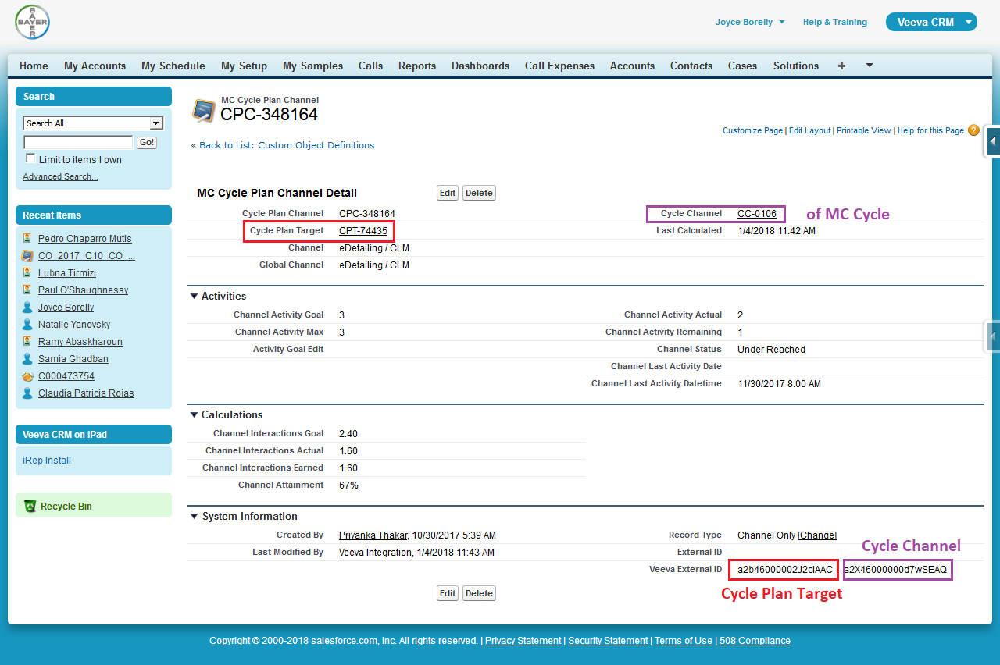 BAYER
BAYER
Joyce Borelly
Help & Training
Veeva CRM
Home My Accounts My Schedule My Setup My Samples Calls Reports Dashboards Call Expenses Accounts Contacts Cases Solutions +
Search
Search All
Go!
Limit to items I own
Advanced Search...
Recent Items
Pedro Chaparro Mutis
CO_2017_C10_CO_...
Lubna Tirmizi
Paul O'Shaughnessy
Joyce Borelly
Natalie Yanovsky
Ramy Abaskharoun
Samia Ghadban
C000473754
Claudia Patricia Rojas
Veeva CRM on iPad
iRep Install
Recycle Bin
MC Cycle Plan Channel
CPC-348164
Customize Page | Edit Layout | Printable View | Help for this Page ?
« Back to List: Custom Object Definitions
MC Cycle Plan Channel Detail Edit Delete
Cycle Plan Channel CPC-348164 Cycle Channel CC-0106 of MC Cycle
Cycle Plan Target CPT-74435 Last Calculated 1/4/2018 11:42 AM
Channel eDetailing / CLM
Global Channel eDetailing / CLM
Activities
Channel Activity Goal 3 Channel Activity Actual 2
Channel Activity Max 3 Channel Activity Remaining 1
Activity Goal Edit Channel Status Under Reached
Channel Last Activity Date
Channel Last Activity Datetime 11/30/2017 8:00 AM
Calculations
Channel Interactions Goal 2.40
Channel Interactions Actual 1.60
Channel Interactions Earned 1.60
Channel Attainment 67%
System Information
Created By Priyanka Thakar, 10/30/2017 5:39 AM Record Type Channel Only [Change]
Last Modified By Veeva Integration, 1/4/2018 11:43 AM External ID
Cycle Channel
Veeva External ID a2b46000002J2ciAAC__a2X46000000d7wSEAQ
Edit Delete
Cycle Plan Target
Copyright © 2000-2018 salesforce.com, inc. All rights reserved. | Privacy Statement | Security Statement | Terms of Use | 508 Compliance